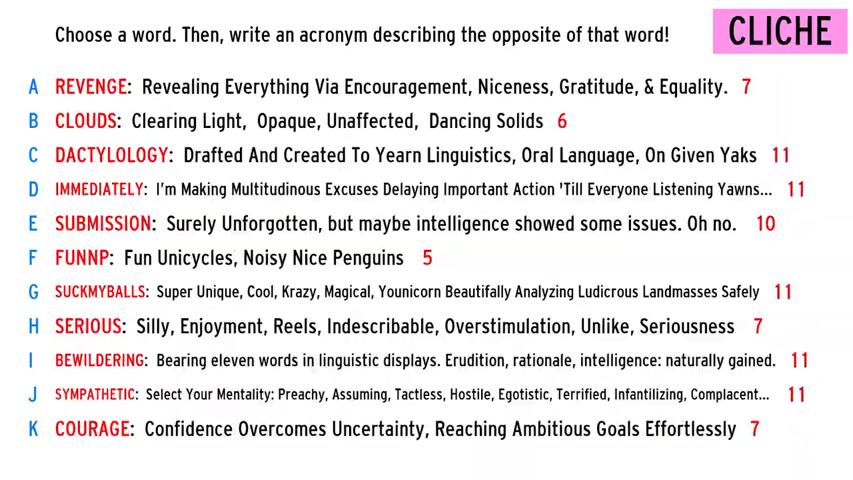 Choose a word. Then, write an acronym describing the opposite of that word!
CLICHE
A REVENGE: Revealing Everything Via Encouragement, Niceness, Gratitude, & Equality. 7
B CLOUDS: Clearing Light, Opaque, Unaffected, Dancing Solids 6
C DACTYLOLOGY: Drafted And Created To Yearn Linguistics, Oral Language, On Given Yaks 11
D IMMEDIATELY: I'm Making Multitudinous Excuses Delaying Important Action 'Till Everyone Listening Yawns... 11
E SUBMISSION: Surely Unforgotten, but maybe intelligence showed some issues. Oh no. 10
F FUNNP: Fun Unicycles, Noisy Nice Penguins 5
G SUCKMYBALLS: Super Unique, Cool, Krazy, Magical, Younicorn Beautifally Analyzing Ludicrous Landmasses Safely 11
H SERIOUS: Silly, Enjoyment, Reels, Indescribable, Overstimulation, Unlike, Seriousness 7
I BEWILDERING: Bearing eleven words in linguistic displays. Erudition, rationale, intelligence: naturally gained. 11
J SYMPATHETIC: Select Your Mentality: Preachy, Assuming, Tactless, Hostile, Egotistic, Terrified, Infantilizing, Complacent... 11
K COURAGE: Confidence Overcomes Uncertainty, Reaching Ambitious Goals Effortlessly 7